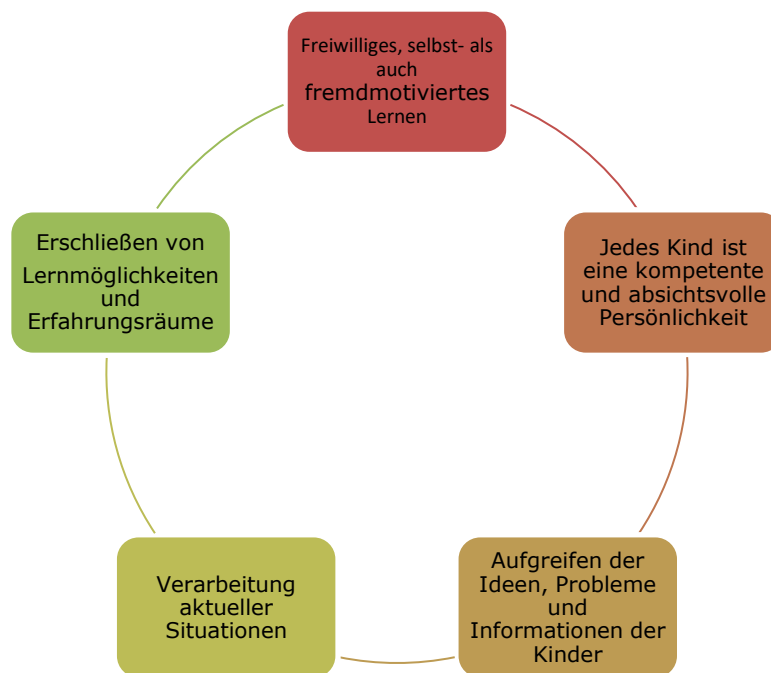 Freiwilliges, selbst- als
auch
fremdmotiviertes
Lernen
Jedes Kind ist
eine kompetente
und absichtsvolle
Persönlichkeit
Aufgreifen der
Ideen, Probleme
und
Informationen der
Kinder
Verarbeitung
aktueller
Situationen
Erschließen von
Lernmöglichkeiten
und
Erfahrungsräume